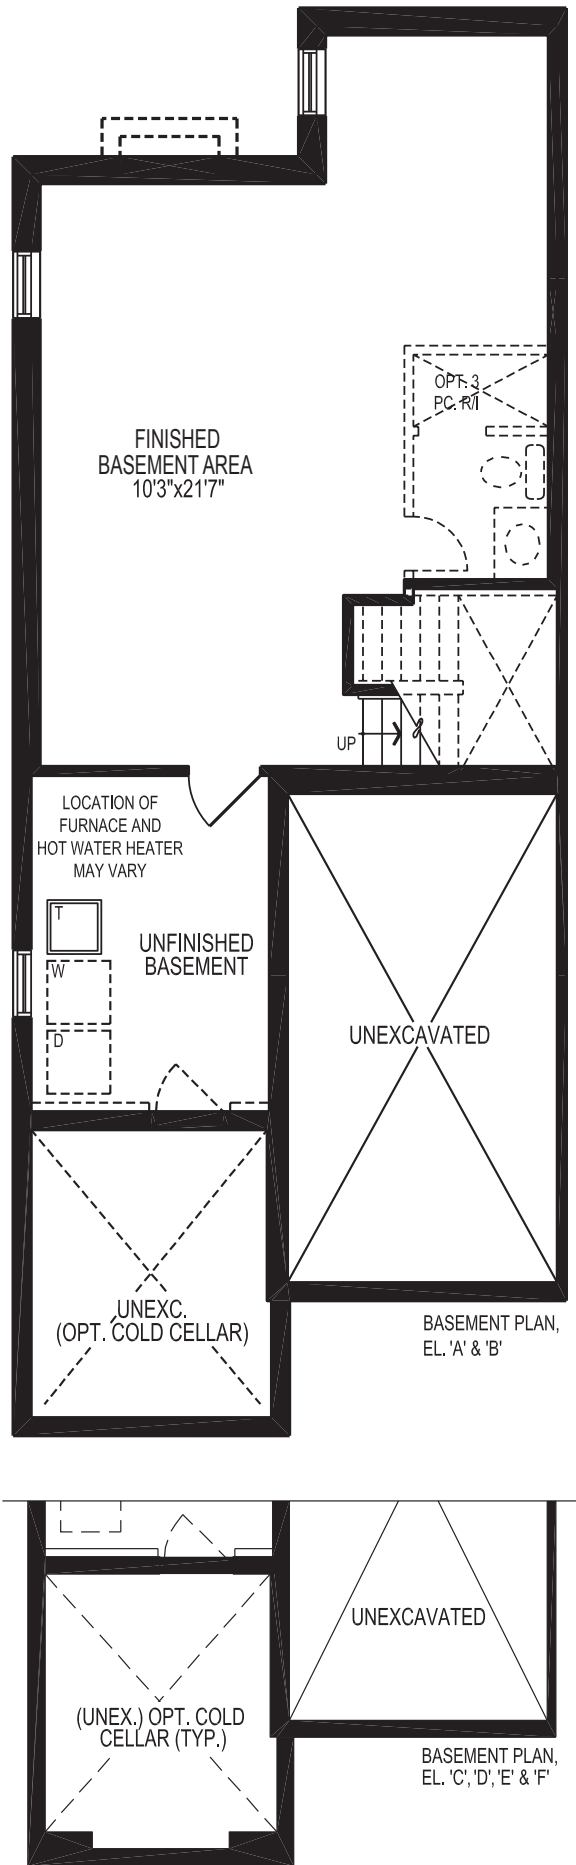 OPT. 3
PC. R/I
FINISHED
BASEMENT AREA
10'3"x21'7"
UP
LOCATION OF
FURNACE AND
HOT WATER HEATER
MAY VARY
T
UNFINISHED
BASEMENT
W
D
UNEXCAVATED
UNEXC.
(OPT. COLD CELLAR)
BASEMENT PLAN,
EL. 'A' & 'B'
UNEXCAVATED
(UNEX.) OPT. COLD
CELLAR (TYP.)
BASEMENT PLAN,
EL. 'C', 'D', 'E' & 'F'